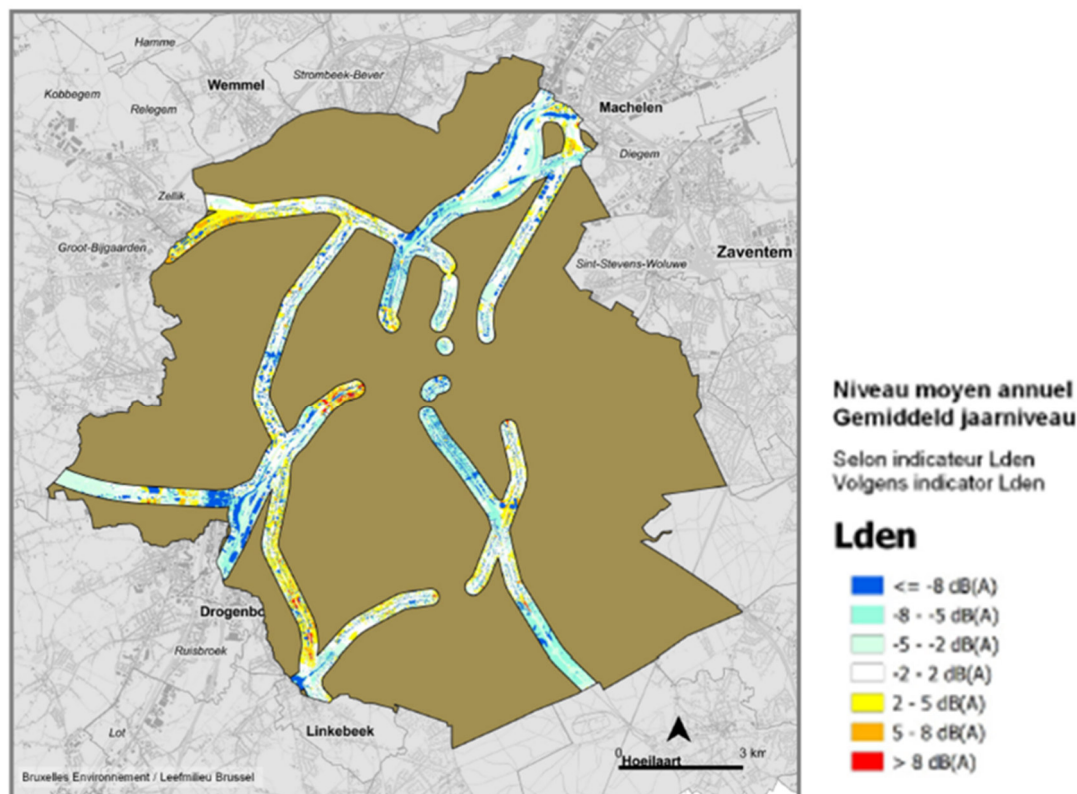 Hamme
Wemmel
Strombeek-Bever
Kobbegem
Relegem
Machelen
Diegem
Zellik
Groot-Bijgaarden
Zaventem
Sint-Stevens-Woluwe
Niveau moyen annuel
Gemiddeld jaarniveau
Selon indicateur Lden
Volgens indicator Lden
Lden
<= -8 dB(A)
-8 - -5 dB(A)
-5 - -2 dB(A)
-2 - 2 dB(A)
2 - 5 dB(A)
5 - 8 dB(A)
> 8 dB(A)
Drogenbo
Ruisbroek
Linkebeek
Lot
0 3 km
Hoeilaart
Bruxelles Environnement / Leefmilieu Brussel